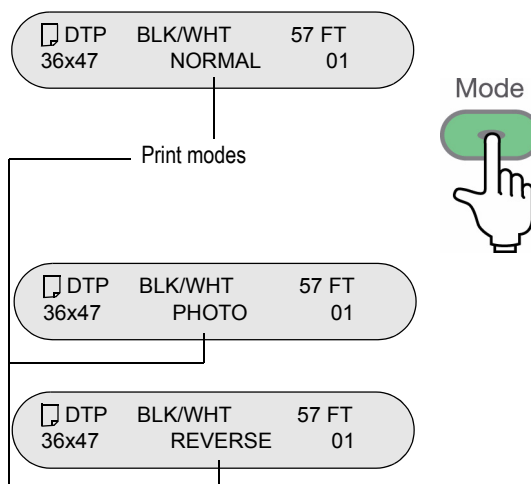 DTP BLK/WHT 57 FT
36x47 NORMAL 01
Mode
Print modes
DTP BLK/WHT 57 FT
36x47 PHOTO 01
DTP BLK/WHT 57 FT
36x47 REVERSE 01